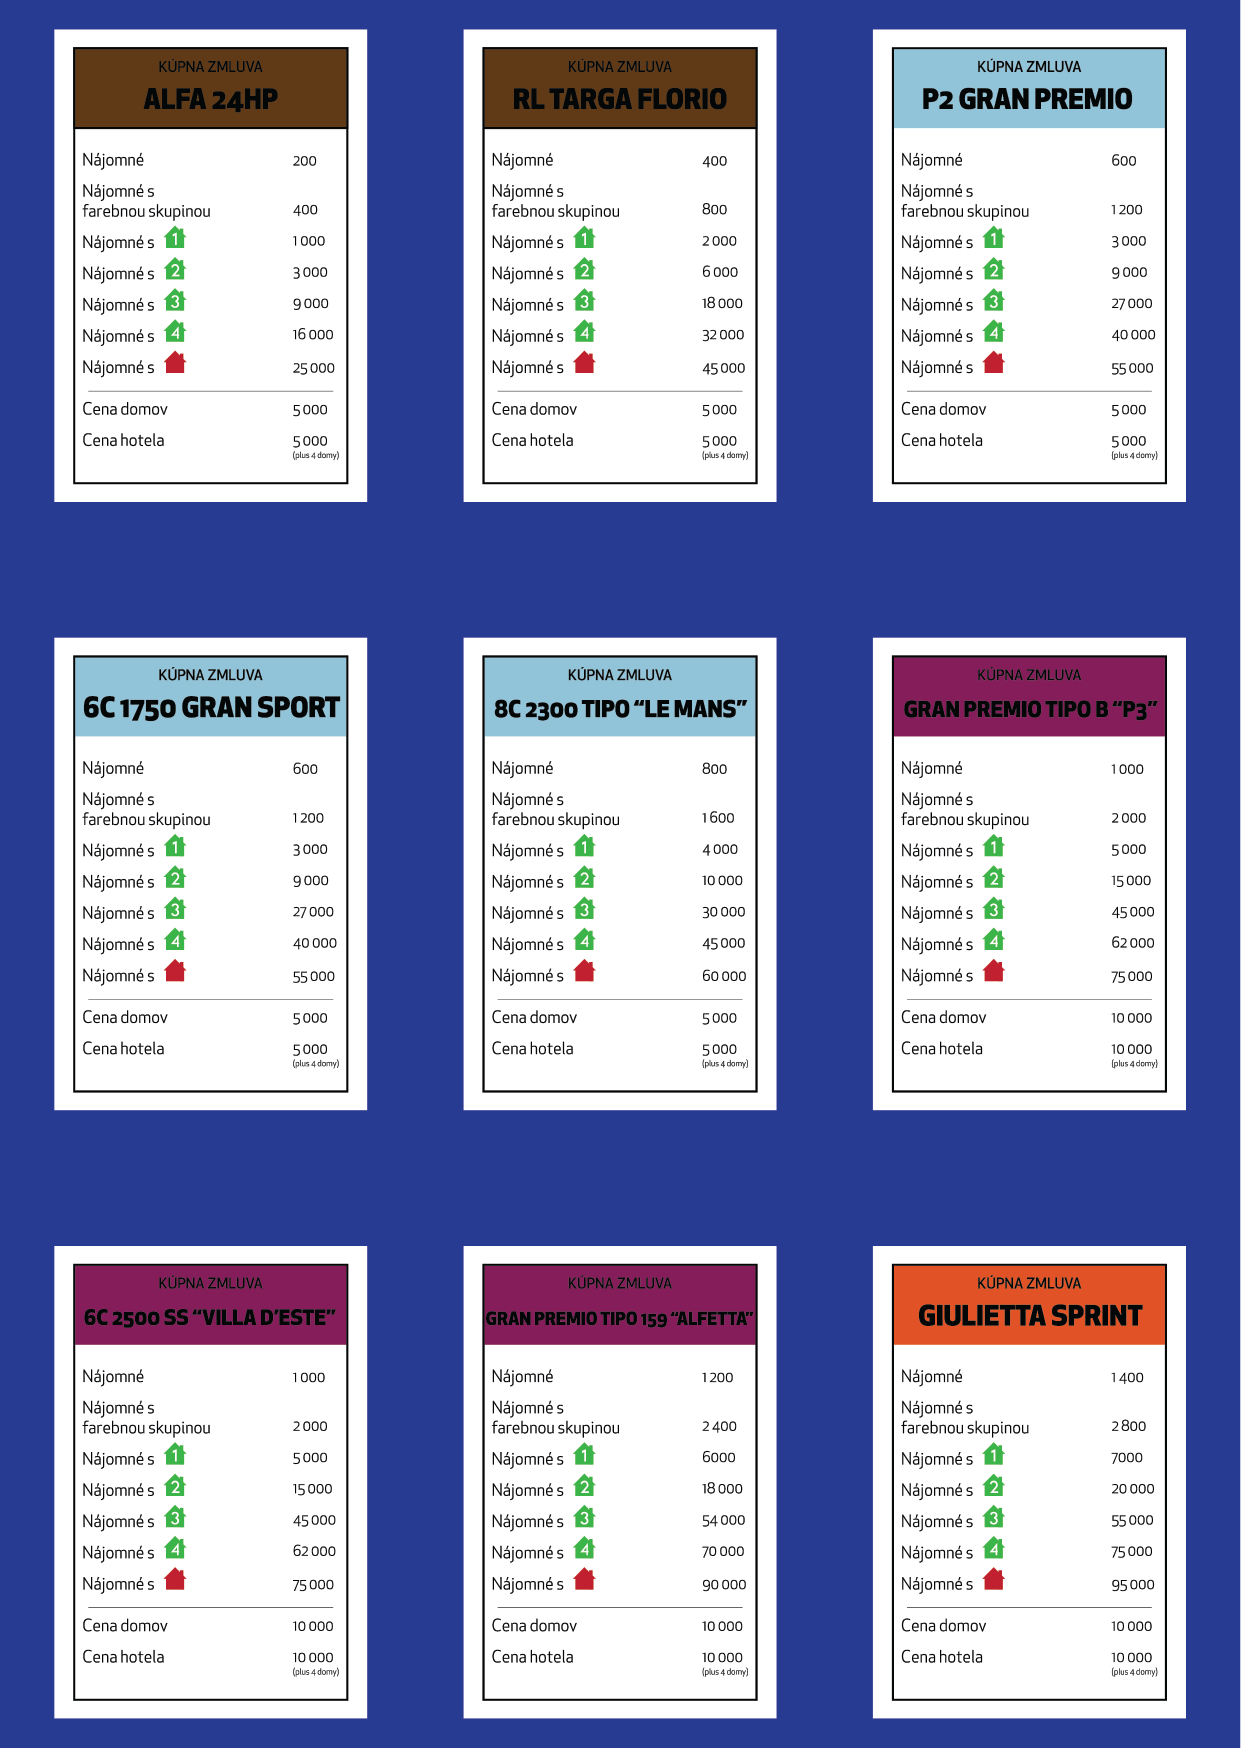 KÚPNA ZMLUVA
ALFA 24HP
Nájomné 200
Nájomné s
farebnou skupinou 400
Nájomné s 1 1 000
Nájomné s 2 3 000
Nájomné s 3 9 000
Nájomné s 4 16 000
Nájomné s 25 000
Cena domov 5 000
Cena hotela 5 000
(plus 4 domy)
KÚPNA ZMLUVA
RL TARGA FLORIO
Nájomné 400
Nájomné s
farebnou skupinou 800
Nájomné s 1 2 000
Nájomné s 2 6 000
Nájomné s 3 18 000
Nájomné s 4 32 000
Nájomné s 45 000
Cena domov 5 000
Cena hotela 5 000
(plus 4 domy)
KÚPNA ZMLUVA
P2 GRAN PREMIO
Nájomné 600
Nájomné s
farebnou skupinou 1 200
Nájomné s 1 3 000
Nájomné s 2 9 000
Nájomné s 3 27 000
Nájomné s 4 40 000
Nájomné s 55 000
Cena domov 5 000
Cena hotela 5 000
(plus 4 domy)
KÚPNA ZMLUVA
6C 1750 GRAN SPORT
Nájomné 600
Nájomné s
farebnou skupinou 1 200
Nájomné s 1 3 000
Nájomné s 2 9 000
Nájomné s 3 27 000
Nájomné s 4 40 000
Nájomné s 55 000
Cena domov 5 000
Cena hotela 5 000
(plus 4 domy)
KÚPNA ZMLUVA
8C 2300 TIPO “LE MANS”
Nájomné 800
Nájomné s
farebnou skupinou 1 600
Nájomné s 1 4 000
Nájomné s 2 10 000
Nájomné s 3 30 000
Nájomné s 4 45 000
Nájomné s 60 000
Cena domov 5 000
Cena hotela 5 000
(plus 4 domy)
KÚPNA ZMLUVA
GRAN PREMIO TIPO B “P3”
Nájomné 1 000
Nájomné s
farebnou skupinou 2 000
Nájomné s 1 5 000
Nájomné s 2 15 000
Nájomné s 3 45 000
Nájomné s 4 62 000
Nájomné s 75 000
Cena domov 10 000
Cena hotela 10 000
(plus 4 domy)
KÚPNA ZMLUVA
6C 2500 SS “VILLA D’ESTE”
Nájomné 1 000
Nájomné s
farebnou skupinou 2 000
Nájomné s 1 5 000
Nájomné s 2 15 000
Nájomné s 3 45 000
Nájomné s 4 62 000
Nájomné s 75 000
Cena domov 10 000
Cena hotela 10 000
(plus 4 domy)
KÚPNA ZMLUVA
GRAN PREMIO TIPO 159 “ALFETTA”
Nájomné 1 200
Nájomné s
farebnou skupinou 2 400
Nájomné s 1 6000
Nájomné s 2 18 000
Nájomné s 3 54 000
Nájomné s 4 70 000
Nájomné s 90 000
Cena domov 10 000
Cena hotela 10 000
(plus 4 domy)
KÚPNA ZMLUVA
GIULIETTA SPRINT
Nájomné 1 400
Nájomné s
farebnou skupinou 2 800
Nájomné s 1 7000
Nájomné s 2 20 000
Nájomné s 3 55 000
Nájomné s 4 75 000
Nájomné s 95 000
Cena domov 10 000
Cena hotela 10 000
(plus 4 domy)